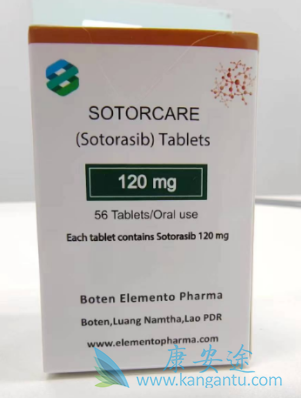 SOTORCARE
(Sotorasib) Tablets
120 mg
56 Tablets/Oral use
Each tablet contains Sotorasib 120 mg
Boten Elemento Pharma
Boten,Luang Namtha,Lao PDR
www.elementopharma.com
康安途
www.kangantu.com